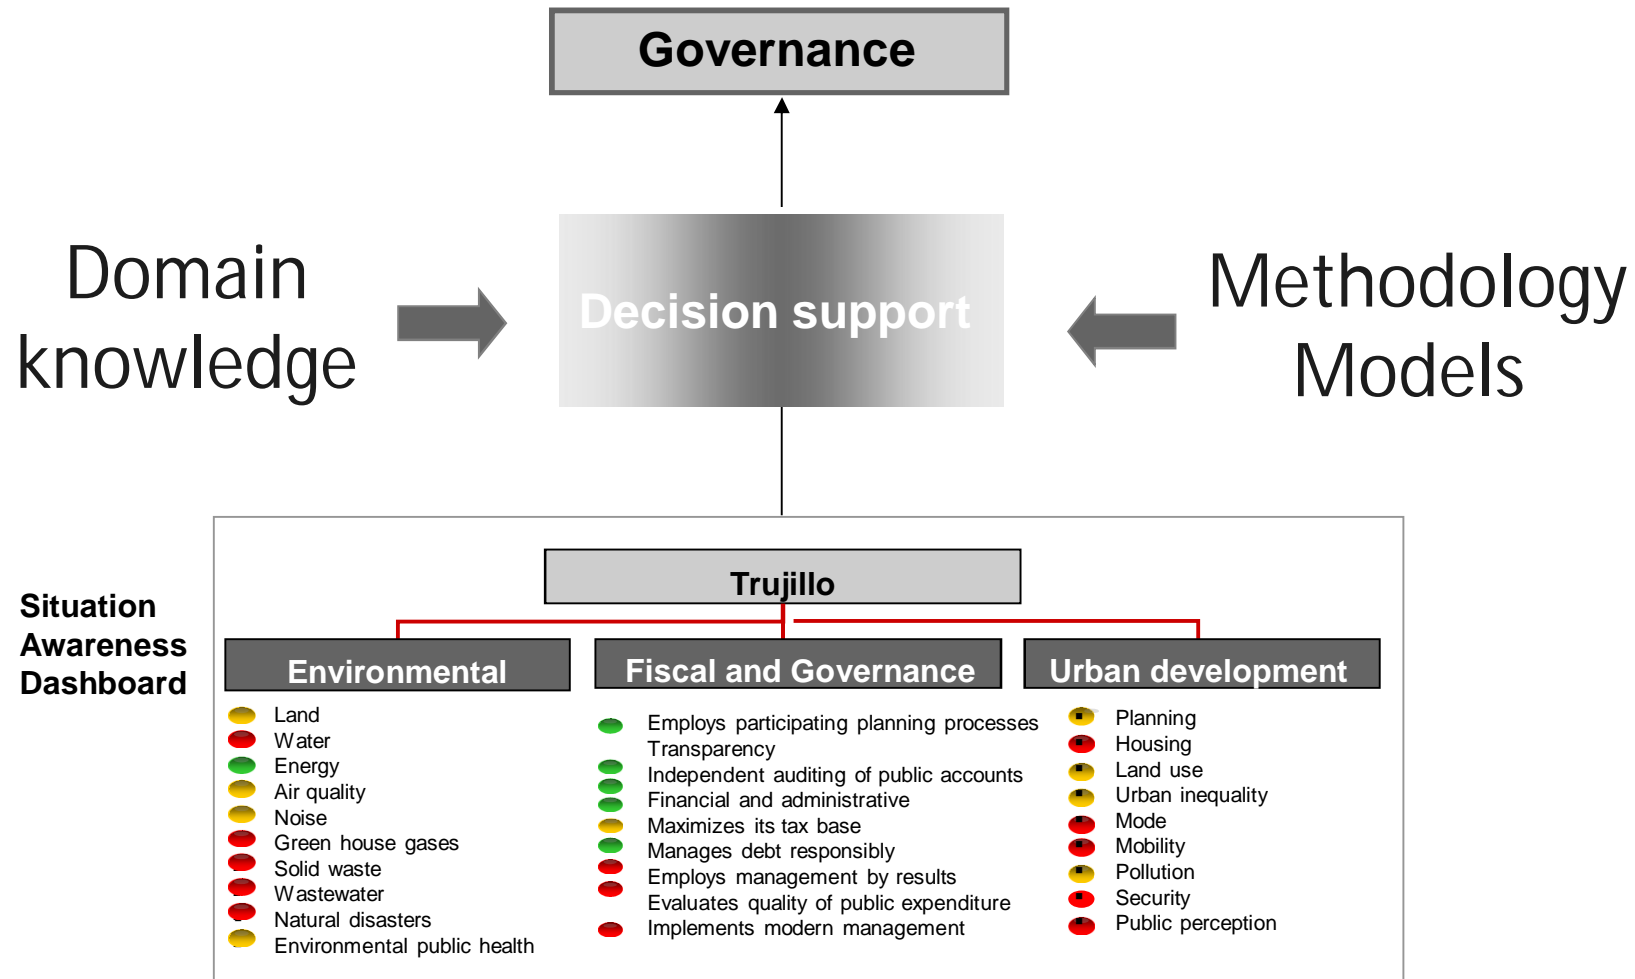 Governance
Domain
knowledge
Decision support
Methodology
Models
Situation
Awareness
Dashboard
Trujillo
Environmental
Land
Water
Energy
Air quality
Noise
Green house gases
Solid waste
Wastewater
Natural disasters
Environmental public health
Fiscal and Governance
Employs participating planning processes
Transparency
Independent auditing of public accounts
Financial and administrative
Maximizes its tax base
Manages debt responsibly
Employs management by results
Evaluates quality of public expenditure
Implements modern management
Urban development
Planning
Housing
Land use
Urban inequality
Mode
Mobility
Pollution
Security
Public perception